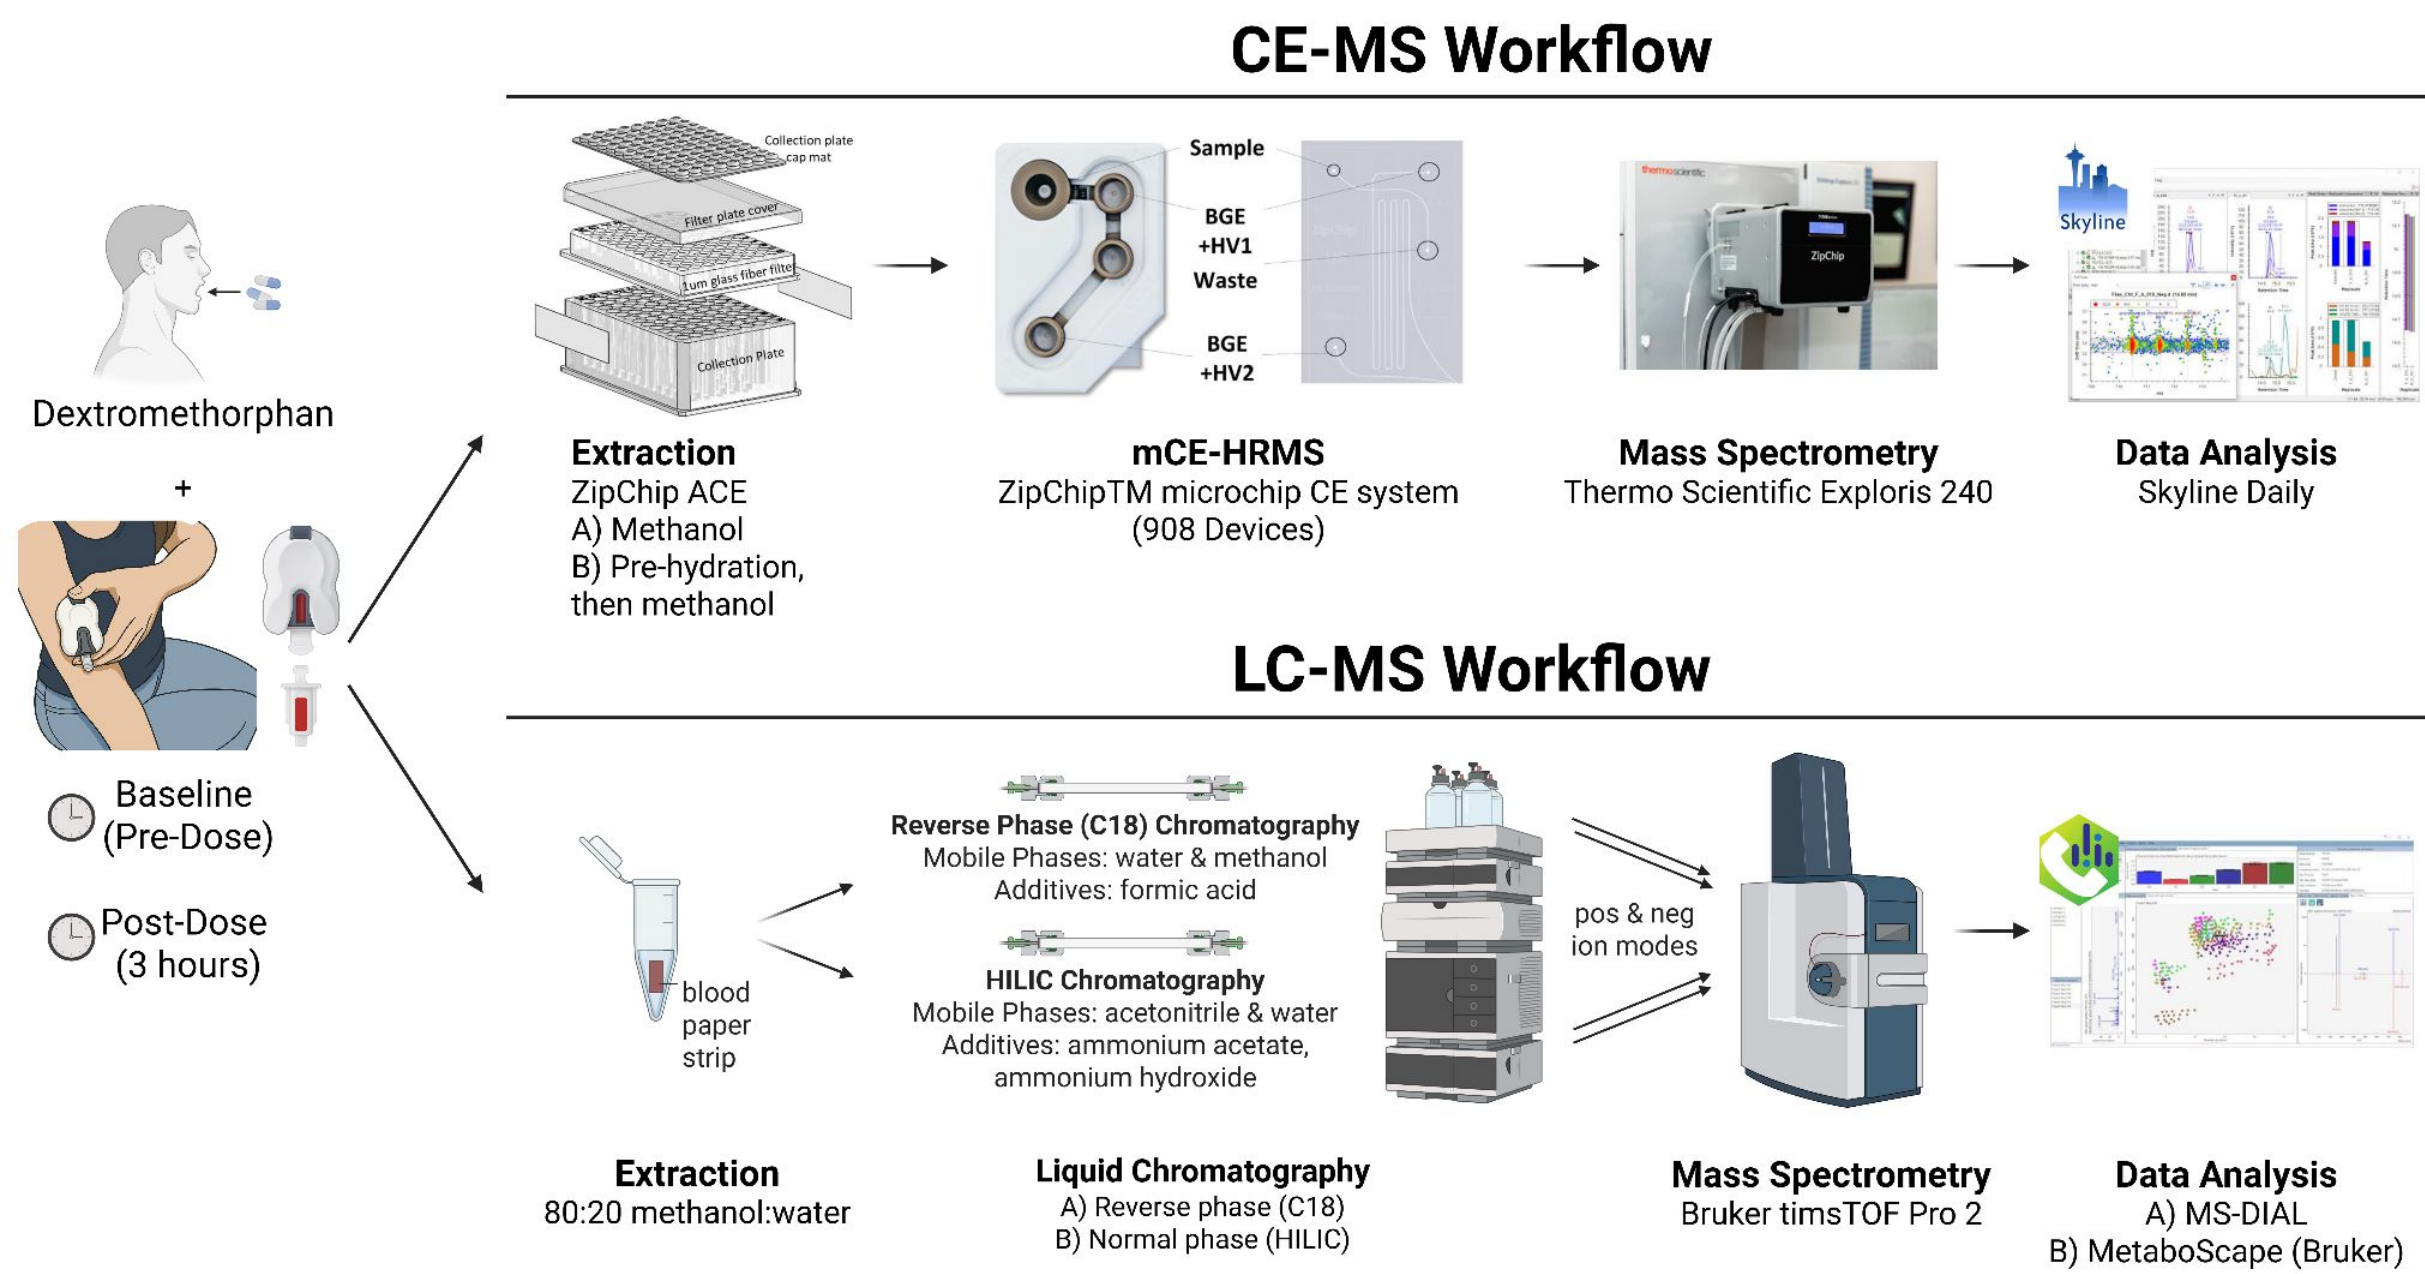 CE-MS Workflow
Collection plate
cap mat
Filter plate cover
1um glass fiber filter
Collection Plate
Sample
BGE
+HV1
Waste
BGE
+HV2
thermo scientific
ZipChip
Skyline
Dextromethorphan
+
Extraction
ZipChip ACE
A) Methanol
B) Pre-hydration,
then methanol
mCE-HRMS
ZipChipTM microchip CE system
(908 Devices)
Mass Spectrometry
Thermo Scientific Exploris 240
Data Analysis
Skyline Daily
Baseline
(Pre-Dose)
Post-Dose
(3 hours)
LC-MS Workflow
blood
paper
strip
Reverse Phase (C18) Chromatography
Mobile Phases: water & methanol
Additives: formic acid
HILIC Chromatography
Mobile Phases: acetonitrile & water
Additives: ammonium acetate,
ammonium hydroxide
pos & neg
ion modes
Extraction
80:20 methanol:water
Liquid Chromatography
A) Reverse phase (C18)
B) Normal phase (HILIC)
Mass Spectrometry
Bruker timsTOF Pro 2
Data Analysis
A) MS-DIAL
B) MetaboScape (Bruker)